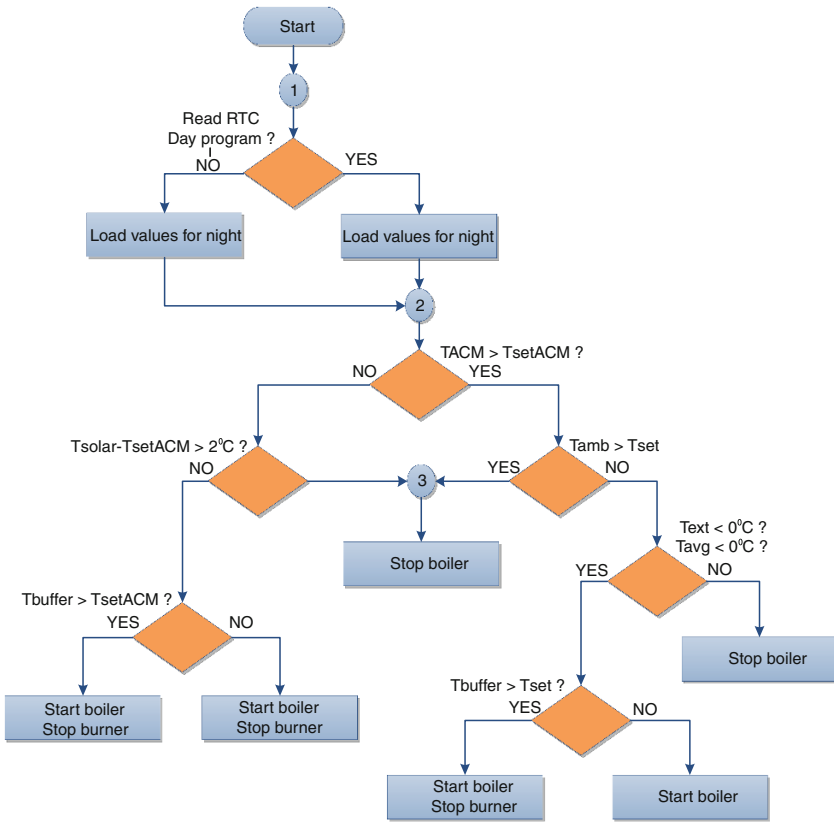 Start
1
Read RTC
Day program ?
NO
YES
Load values for night
Load values for night
2
TACM > TsetACM ?
NO
YES
Tsolar-TsetACM > 2⁰C ?
NO
3
Tamb > Tset
YES
NO
Stop boiler
Text < 0⁰C ?
Tavg < 0⁰C ?
YES
NO
Stop boiler
Tbuffer > TsetACM ?
YES
NO
Start boiler
Stop burner
Start boiler
Stop burner
Tbuffer > Tset ?
YES
NO
Start boiler
Stop burner
Start boiler